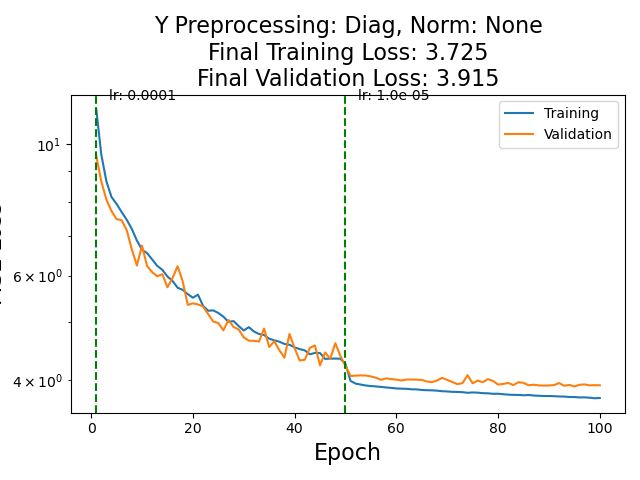 Y Preprocessing: Diag, Norm: None
Final Training Loss: 3.725
Final Validation Loss: 3.915
lr: 0.0001
lr: 1.0e-05
Training
Validation
10¹
6 × 10⁰
4 × 10⁰
0
20
40
60
80
100
Epoch